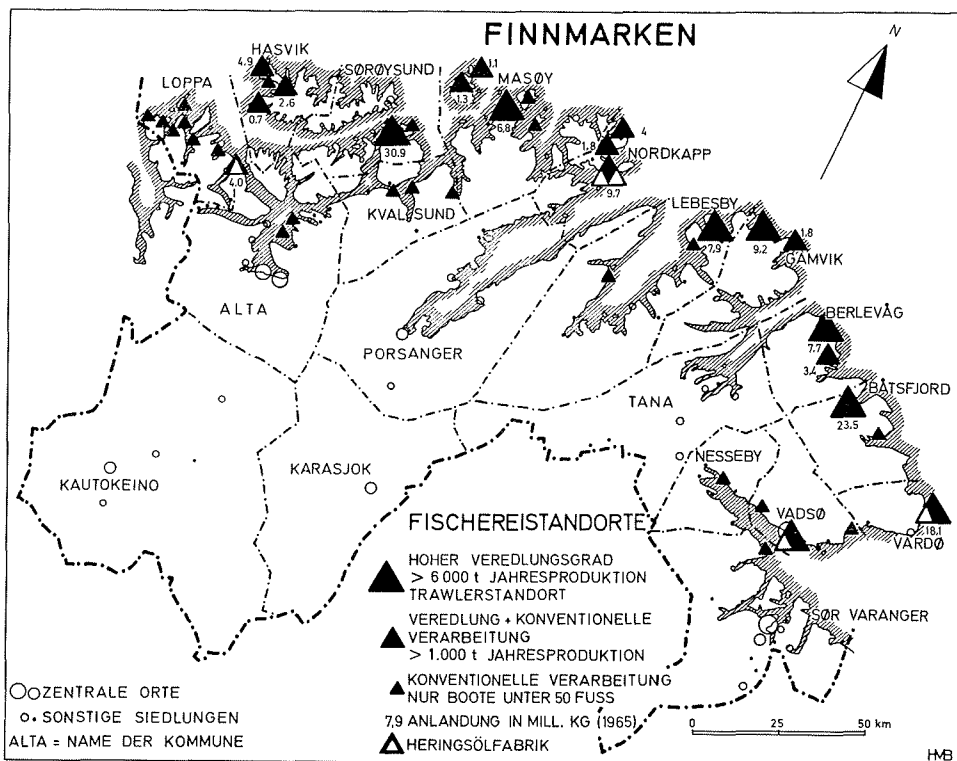 FINNMARKEN
N
HASVIK
4.9
2.6
0.7
SØRØYSUND
30.9
LOPPA
4.0
MASØY
1.1
1.3
6,8
NORDKAPP
4
1.8
9.7
KVALSUND
LEBESBY
7,9
9.2
1.8
GAMVIK
BERLEVÅG
7.7
3.4
BÅTSFJORD
23.5
ALTA
PORSANGER
TANA
NESSEBY
VADSØ
18.1
VARDØ
KAUTOKEINO
KARASJOK
SØR VARANGER
FISCHEREISTANDORTE
HOHER VEREDLUNGSGRAD
> 6 000 t JAHRESPRODUKTION
TRAWLERSTANDORT
VEREDLUNG + KONVENTIONELLE
VERARBEITUNG
> 1.000 t JAHRESPRODUKTION
KONVENTIONELLE VERARBEITUNG
NUR BOOTE UNTER 50 FUSS
7,9 ANLANDUNG IN MILL. KG (1965)
HERINGSÖLFABRIK
ZENTRALE ORTE
SONSTIGE SIEDLUNGEN
ALTA = NAME DER KOMMUNE
0 25 50 km
HMB